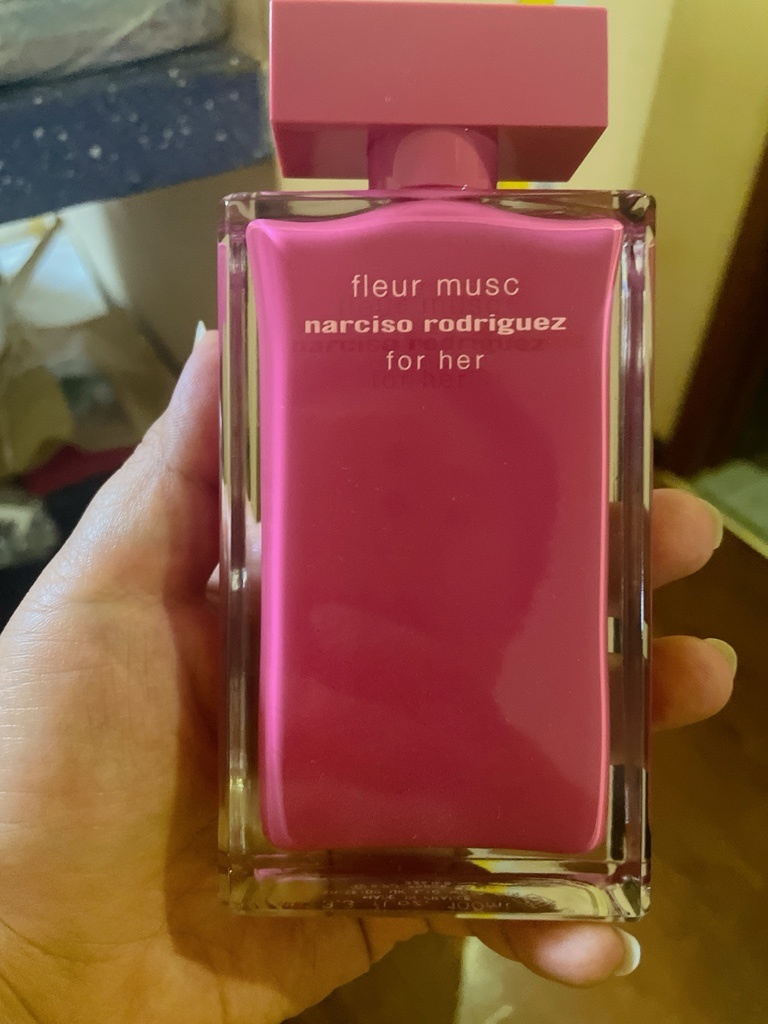 fleur musc
narciso rodriguez
for her